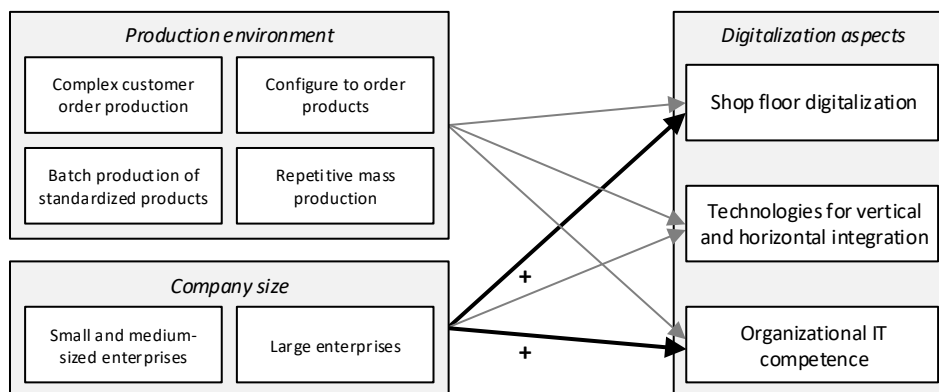 Production environment
Complex customer
order production
Configure to order
products
Batch production of
standardized products
Repetitive mass
production
Company size
Small and medium-
sized enterprises
Large enterprises
+
+
Digitalization aspects
Shop floor digitalization
Technologies for vertical
and horizontal integration
Organizational IT
competence